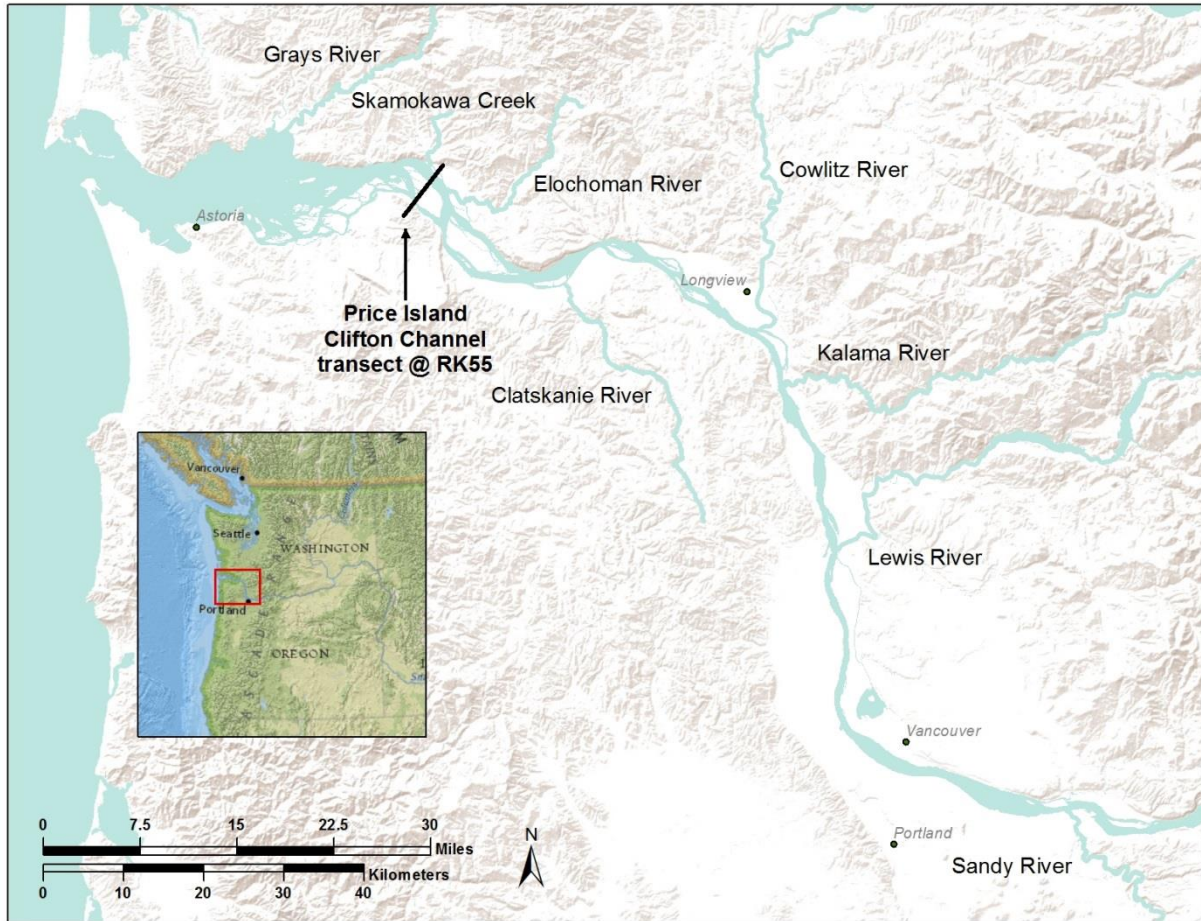 Grays River
Skamokawa Creek
Cowlitz River
Elochoman River
Astoria
Longview
Price Island
Clifton Channel
transect @ RK55
Kalama River
Clatskanie River
Vancouver
Seattle
WASHINGTON
Portland
OREGON
Lewis River
Vancouver
Portland
Sandy River
0 7.5 15 22.5 30
Miles
Kilometers
0 10 20 30 40
N